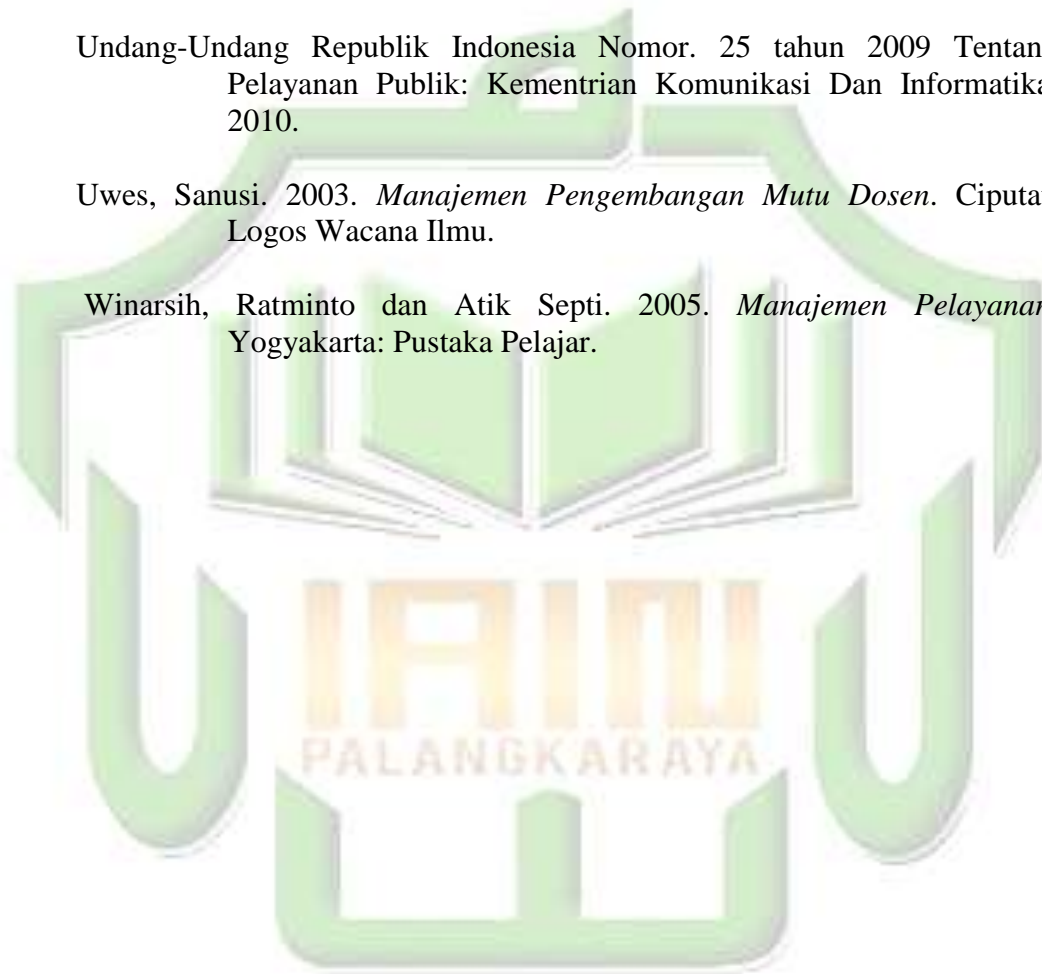 Undang-Undang Republik Indonesia Nomor. 25 tahun 2009 Tentan
Pelayanan Publik: Kementrian Komunikasi Dan Informatika
2010.
Uwes, Sanusi. 2003. Manajemen Pengembangan Mutu Dosen. Ciputa
Logos Wacana Ilmu.
Winarsih, Ratminto dan Atik Septi. 2005. Manajemen Pelayanan
Yogyakarta: Pustaka Pelajar.
IAIN
PALANGKARAYA